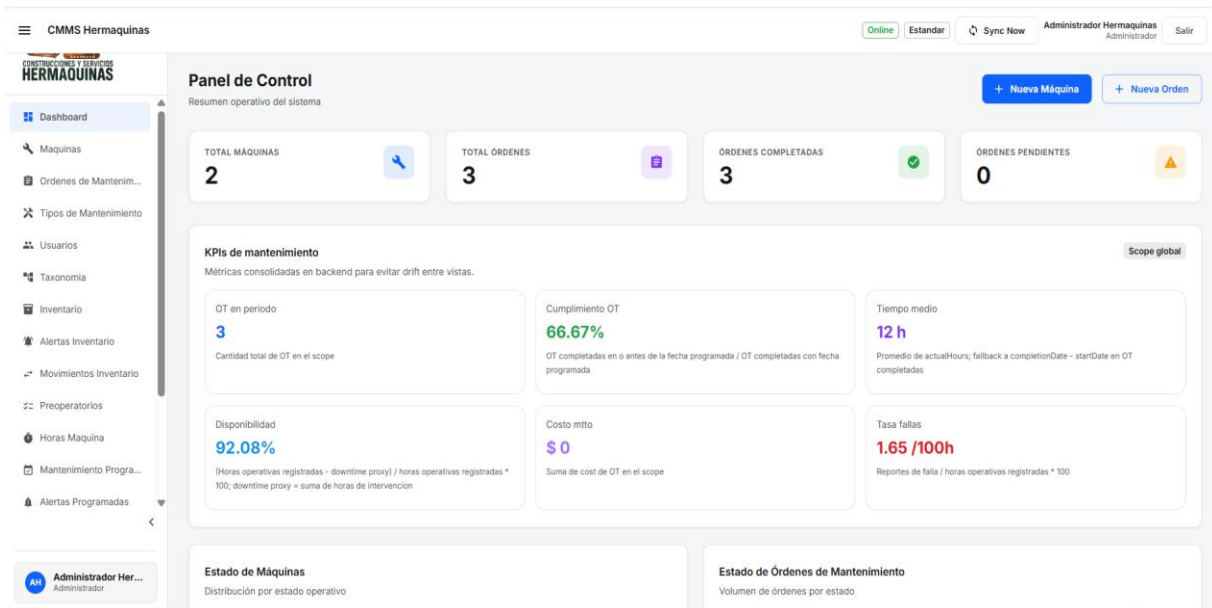 CMMS Hermaquinas
Online
Estandar
Sync Now
Administrador Hermaquinas
Administrador
Salir
CONSTRUCCIONES Y SERVICIOS
HERMAQUINAS
Dashboard
Maquinas
Ordenes de Mantenim...
Tipos de Mantenimiento
Usuarios
Taxonomia
Inventario
Alertas Inventario
Movimientos Inventario
Preoperatorios
Horas Maquina
Mantenimiento Progra...
Alertas Programadas
AH
Administrador Her...
Administrador
Panel de Control
Resumen operativo del sistema
+ Nueva Máquina
+ Nueva Orden
TOTAL MÁQUINAS
2
TOTAL ÓRDENES
3
ÓRDENES COMPLETADAS
3
ÓRDENES PENDIENTES
0
KPIs de mantenimiento
Métricas consolidadas en backend para evitar drift entre vistas.
Scope global
OT en periodo
3
Cantidad total de OT en el scope
Cumplimiento OT
66.67%
OT completadas en o antes de la fecha programada / OT completadas con fecha
programada
Tiempo medio
12 h
Promedio de actualHours; fallback a completionDate - startDate en OT
completadas
Disponibilidad
92.08%
(Horas operativas registradas - downtime proxy) / horas operativas registradas *
100; downtime proxy = suma de horas de intervencion
Costo mtto
$ 0
Suma de cost de OT en el scope
Tasa fallas
1.65 /100h
Reportes de falla / horas operativas registradas * 100
Estado de Máquinas
Distribución por estado operativo
Estado de Órdenes de Mantenimiento
Volumen de órdenes por estado